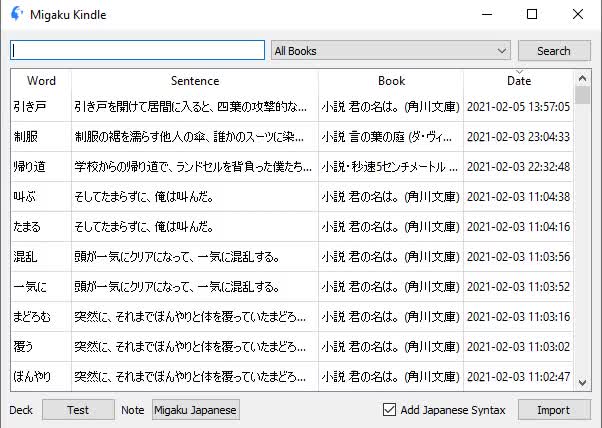 Migaku Kindle
All Books
Search
Word Sentence Book Date
引き戸 引き戸を開けて居間に入ると、四葉の攻撃的な... 小説 君の名は。(角川文庫) 2021-02-05 13:57:05
制服 制服の裾を濡らす他人の傘、誰かのスーツに染... 小説 言の葉の庭 (ダ・ヴィ... 2021-02-03 23:04:33
帰り道 学校からの帰り道で、ランドセルを背負った僕たち... 小説・秒速5センチメートル ... 2021-02-03 22:32:48
叫ぶ そしてたまらずに、俺は叫んだ。 小説 君の名は。(角川文庫) 2021-02-03 11:04:38
たまる そしてたまらずに、俺は叫んだ。 小説 君の名は。(角川文庫) 2021-02-03 11:04:16
混乱 頭が一気にクリアになって、一気に混乱する。 小説 君の名は。(角川文庫) 2021-02-03 11:03:56
一気に 頭が一気にクリアになって、一気に混乱する。 小説 君の名は。(角川文庫) 2021-02-03 11:03:52
まどろむ 突然に、それまでぼんやりと体を覆っていたまどろ... 小説 君の名は。(角川文庫) 2021-02-03 11:03:16
覆う 突然に、それまでぼんやりと体を覆っていたまどろ... 小説 君の名は。(角川文庫) 2021-02-03 11:03:02
ぼんやり 突然に、それまでぼんやりと体を覆っていたまどろ... 小説 君の名は。(角川文庫) 2021-02-03 11:02:47
Deck Test Note Migaku Japanese Add Japanese Syntax Import